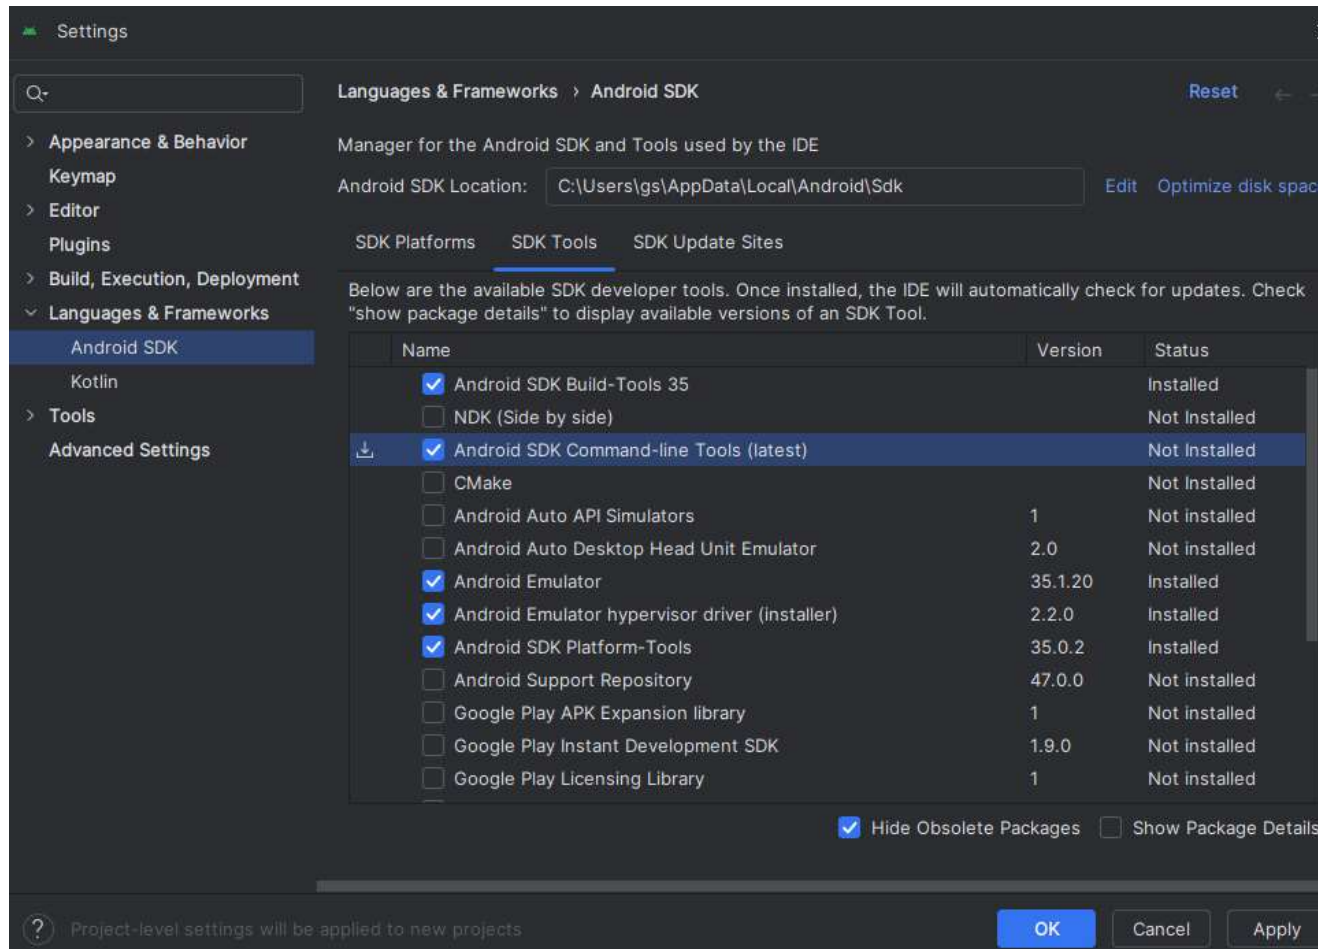 Settings
Languages & Frameworks › Android SDK
Reset
Appearance & Behavior
Keymap
Editor
Plugins
Build, Execution, Deployment
Languages & Frameworks
Android SDK
Kotlin
Tools
Advanced Settings
Manager for the Android SDK and Tools used by the IDE
Android SDK Location: C:\Users\gs\AppData\Local\Android\Sdk Edit Optimize disk spac
SDK Platforms SDK Tools SDK Update Sites
Below are the available SDK developer tools. Once installed, the IDE will automatically check for updates. Check
"show package details" to display available versions of an SDK Tool.
Name Version Status
Android SDK Build-Tools 35 Installed
NDK (Side by side) Not Installed
Android SDK Command-line Tools (latest) Not Installed
CMake Not Installed
Android Auto API Simulators 1 Not installed
Android Auto Desktop Head Unit Emulator 2.0 Not installed
Android Emulator 35.1.20 Installed
Android Emulator hypervisor driver (installer) 2.2.0 Installed
Android SDK Platform-Tools 35.0.2 Installed
Android Support Repository 47.0.0 Not installed
Google Play APK Expansion library 1 Not installed
Google Play Instant Development SDK 1.9.0 Not installed
Google Play Licensing Library 1 Not installed
Hide Obsolete Packages Show Package Details
? Project-level settings will be applied to new projects
OK Cancel Apply